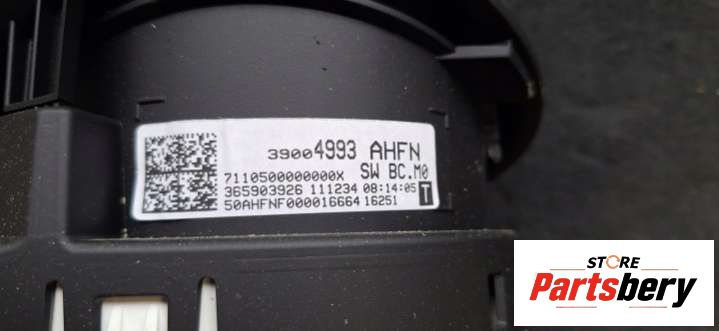 39004993 AHFN
7110500000000X SW BC.M0
365903926 111234 08:14:05 T
50AHFNF000016664 16251
STORE
Partsbery